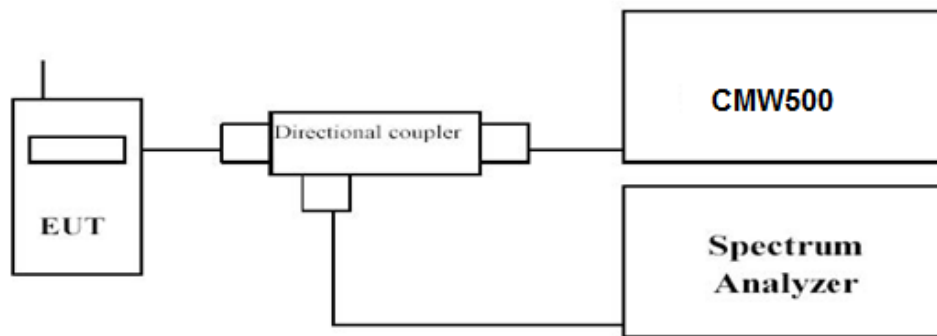 Directional coupler
CMW500
EUT
Spectrum
Analyzer